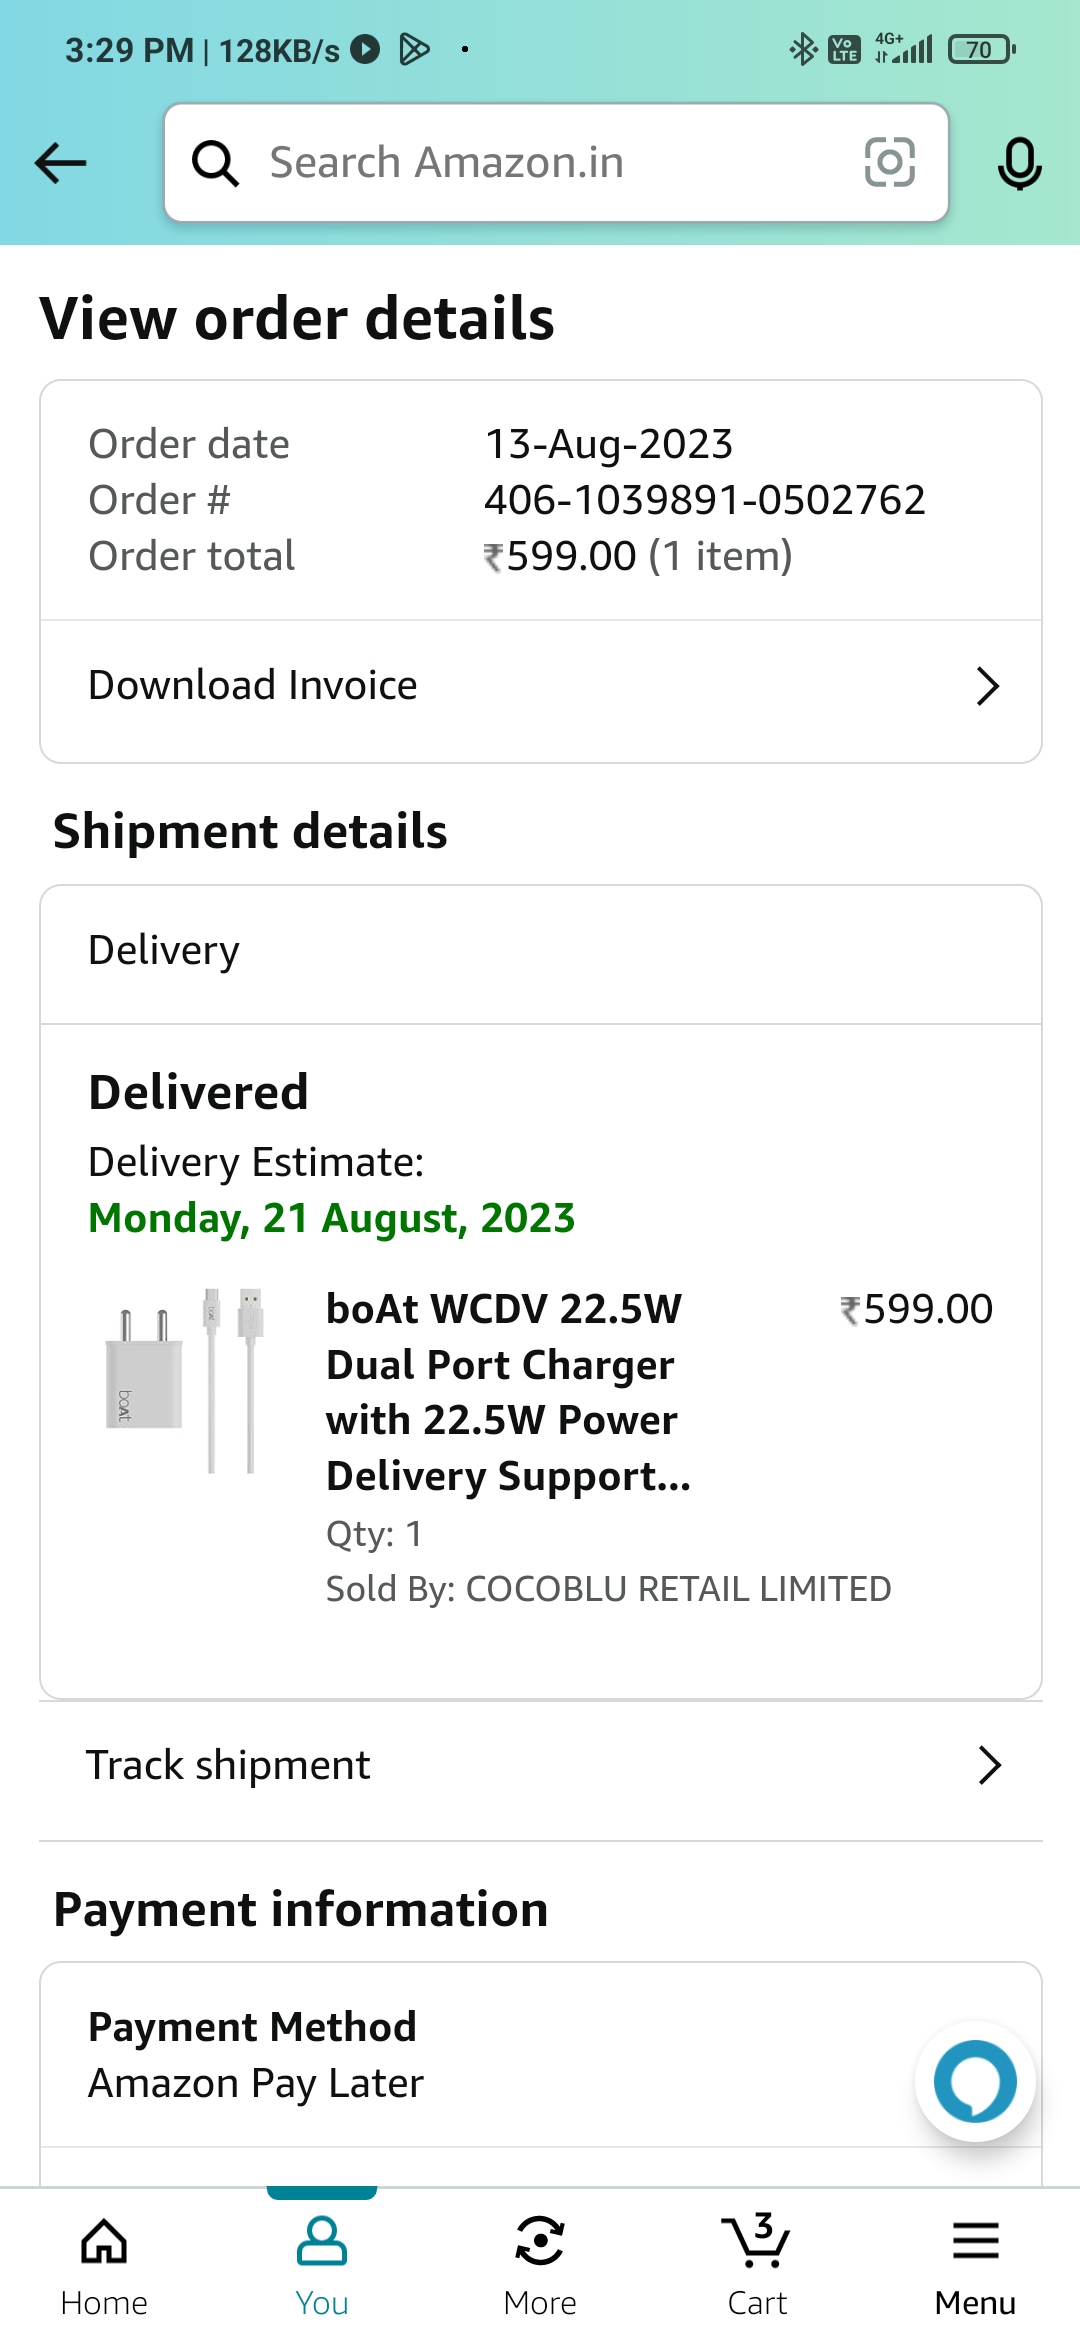 3:29 PM | 128KB/s
Vo LTE 4G+ 70
Search Amazon.in
View order details
Order date 13-Aug-2023
Order # 406-1039891-0502762
Order total ₹599.00 (1 item)
Download Invoice
Shipment details
Delivery
Delivered
Delivery Estimate:
Monday, 21 August, 2023
boAt
boAt WCDV 22.5W ₹599.00
Dual Port Charger
with 22.5W Power
Delivery Support...
Qty: 1
Sold By: COCOBLU RETAIL LIMITED
Track shipment
Payment information
Payment Method
Amazon Pay Later
3
Home You More Cart Menu